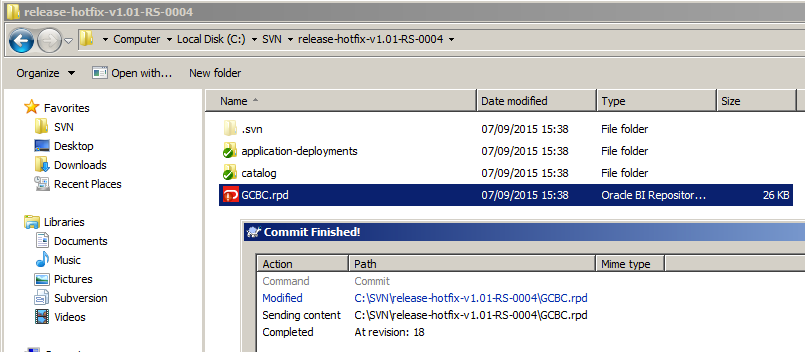 release-hotfix-v1.01-RS-0004
Computer Local Disk (C:) SVN release-hotfix-v1.01-RS-0004
Organize Open with... New folder
Favorites
SVN
Desktop
Downloads
Recent Places
Libraries
Documents
Music
Pictures
Subversion
Videos
Name Date modified Type Size
.svn 07/09/2015 15:38 File folder
application-deployments 07/09/2015 15:38 File folder
catalog 07/09/2015 15:38 File folder
GCBC.rpd 07/09/2015 15:38 Oracle BI Repositor... 26 KB
Commit Finished!
Action Path Mime type
Command Commit
Modified C:\SVN\release-hotfix-v1.01-RS-0004\GCBC.rpd
Sending content C:\SVN\release-hotfix-v1.01-RS-0004\GCBC.rpd
Completed At revision: 18